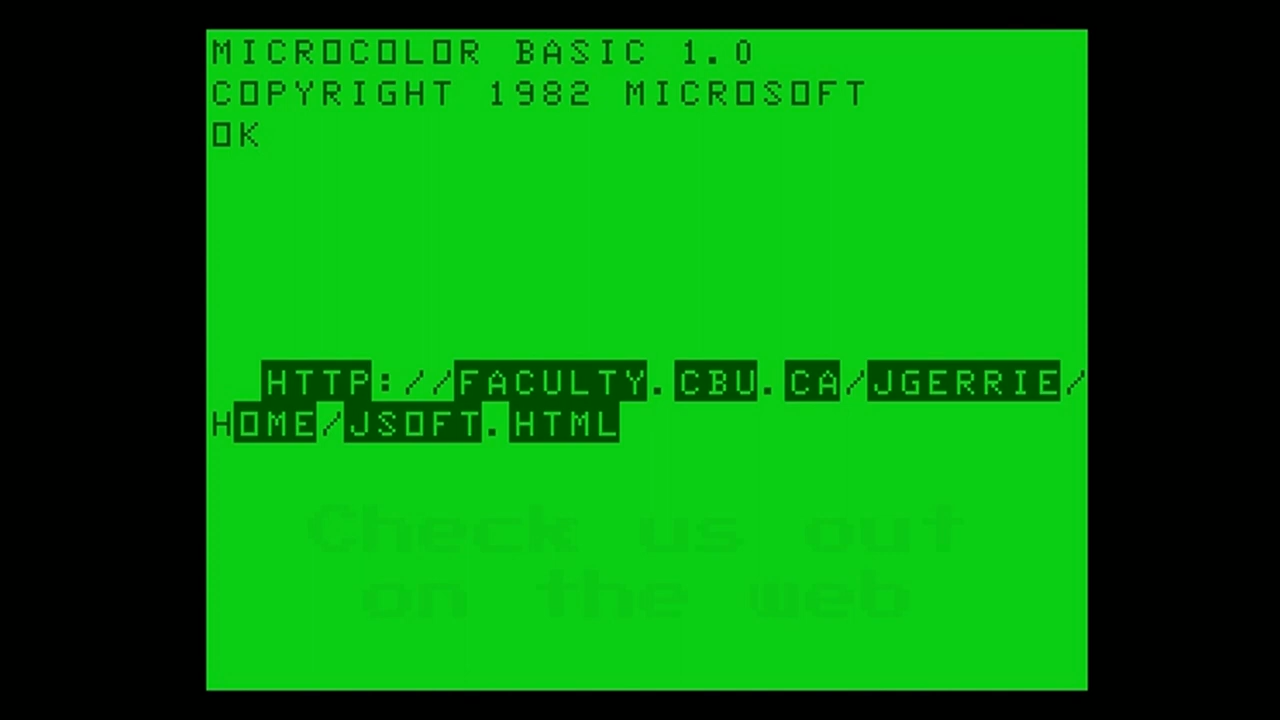 MICROCOLOR BASIC 1.0
COPYRIGHT 1982 MICROSOFT
OK
HTTP://FACULTY.CBU.CA/JGERRIE/
HOME/JSOFT.HTML
Check us out
on the web